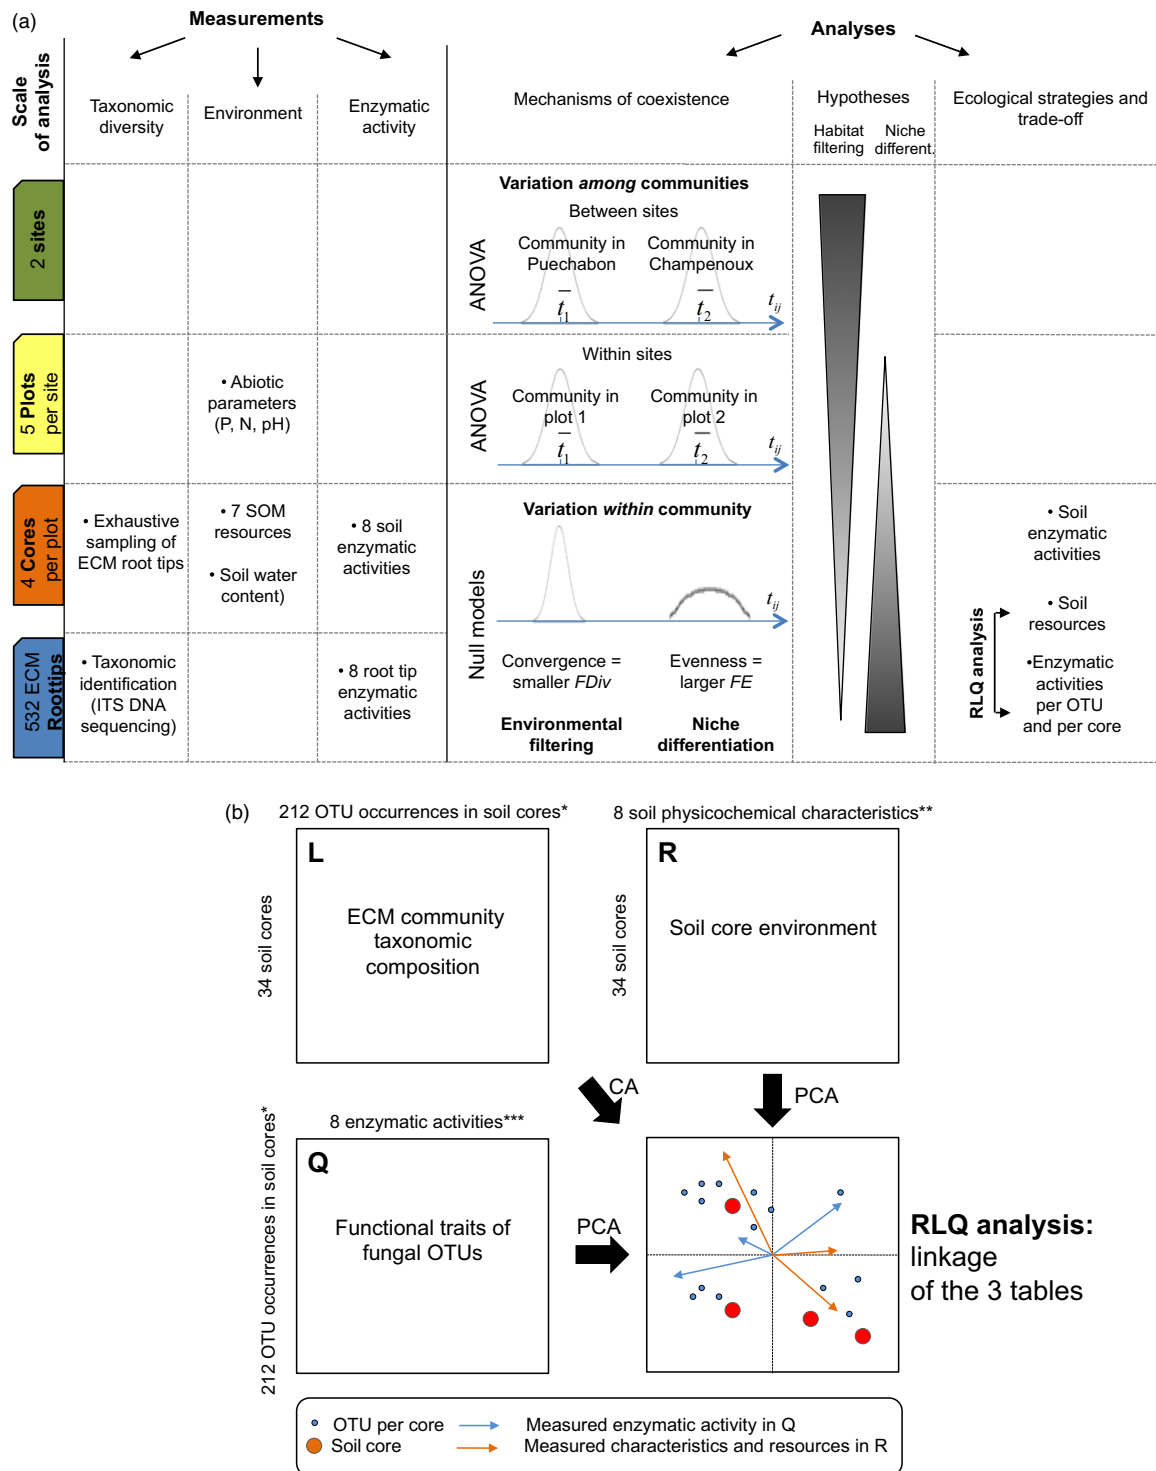 (a)
Measurements
Analyses
Scale
of analysis
Taxonomic
diversity
Environment
Enzymatic
activity
Mechanisms of coexistence
Hypotheses
Habitat
filtering
Niche
different.
Ecological strategies and
trade-off
2 sites
Variation among communities
Between sites
ANOVA
Community in
Puechabon
Community in
Champenoux
t1
t2
tij
5 Plots
per site
• Abiotic
parameters
(P, N, pH)
Within sites
ANOVA
Community in
plot 1
Community in
plot 2
t1
t2
tij
4 Cores
per plot
• Exhaustive
sampling of
ECM root tips
• 7 SOM
resources
• Soil water
content)
• 8 soil
enzymatic
activities
Variation within community
Null models
tij
• Soil
enzymatic
activities
532 ECM
Roottips
• Taxonomic
identification
(ITS DNA
sequencing)
• 8 root tip
enzymatic
activities
Convergence =
smaller FDiv
Evenness =
larger FE
Environmental
filtering
Niche
differentiation
RLQ analysis
• Soil
resources
•Enzymatic
activities
per OTU
and per core
(b)
212 OTU occurrences in soil cores*
8 soil physicochemical characteristics**
34 soil cores
L
ECM community
taxonomic
composition
34 soil cores
R
Soil core environment
CA
PCA
212 OTU occurrences in soil cores*
8 enzymatic activities***
Q
Functional traits of
fungal OTUs
PCA
RLQ analysis:
linkage
of the 3 tables
OTU per core
Measured enzymatic activity in Q
Soil core
Measured characteristics and resources in R